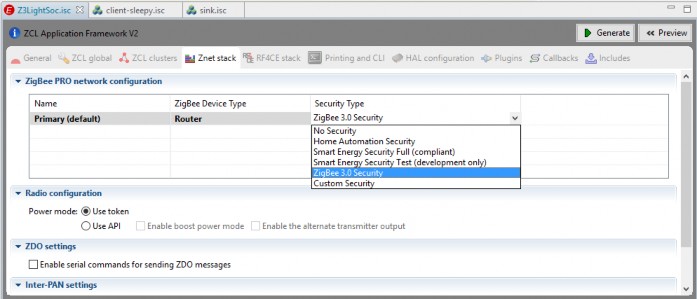 Z3LightSoc.isc client-sleepy.isc sink.isc
ZCL Application Framework V2 Generate Preview
General ZCL global ZCL clusters Znet stack RF4CE stack Printing and CLI HAL configuration Plugins Callbacks Includes
ZigBee PRO network configuration
Name ZigBee Device Type Security Type
Primary (default) Router ZigBee 3.0 Security
No Security
Home Automation Security
Smart Energy Security Full (compliant)
Smart Energy Security Test (development only)
ZigBee 3.0 Security
Custom Security
Radio configuration
Power mode: Use token
Use API Enable boost power mode Enable the alternate transmitter output
ZDO settings
Enable serial commands for sending ZDO messages
Inter-PAN settings